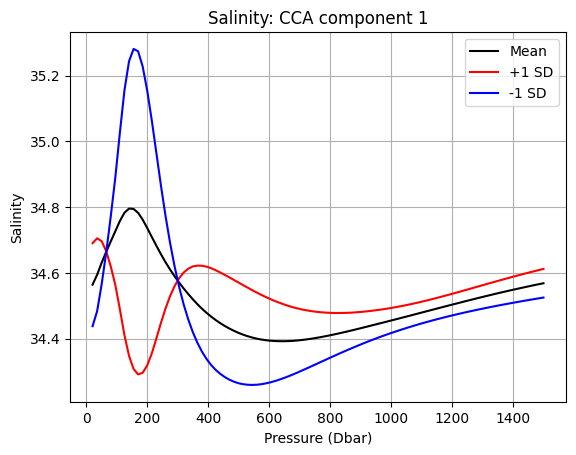 Salinity: CCA component 1
Mean
+1 SD
-1 SD
35.2
35.0
34.8
34.6
34.4
Salinity
0
200
400
600
800
1000
1200
1400
Pressure (Dbar)